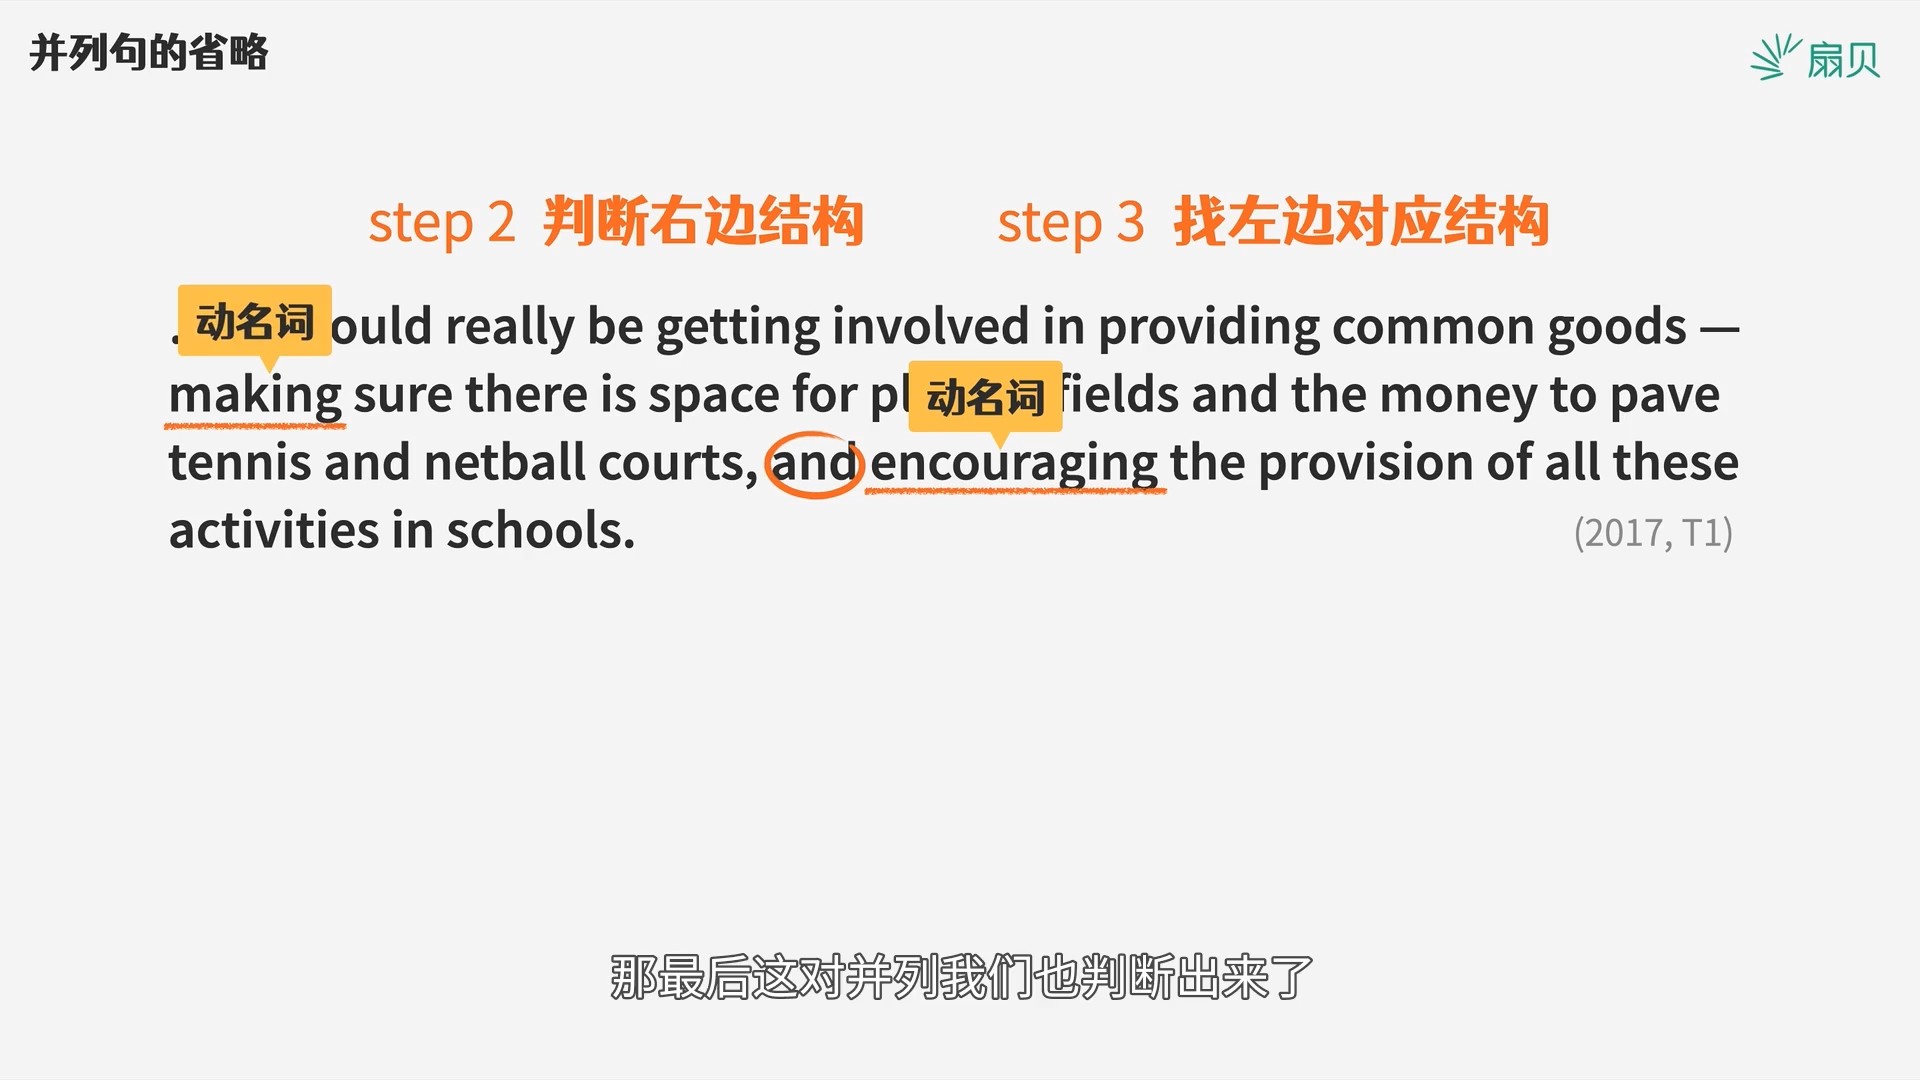 并列句的省略
扇贝
step 2 判断右边结构 step 3 找左边对应结构
动名词
ould really be getting involved in providing common goods —
动名词
making sure there is space for pl fields and the money to pave
tennis and netball courts, and encouraging the provision of all these
activities in schools.
(2017, T1)
那最后这对并列我们也判断出来了